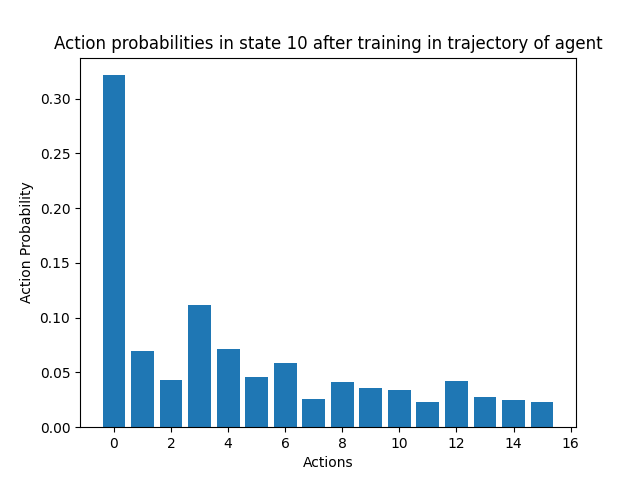 Action probabilities in state 10 after training in trajectory of agent
0.30
0.25
0.20
0.15
0.10
0.05
0.00
Action Probability
0 2 4 6 8 10 12 14 16
Actions